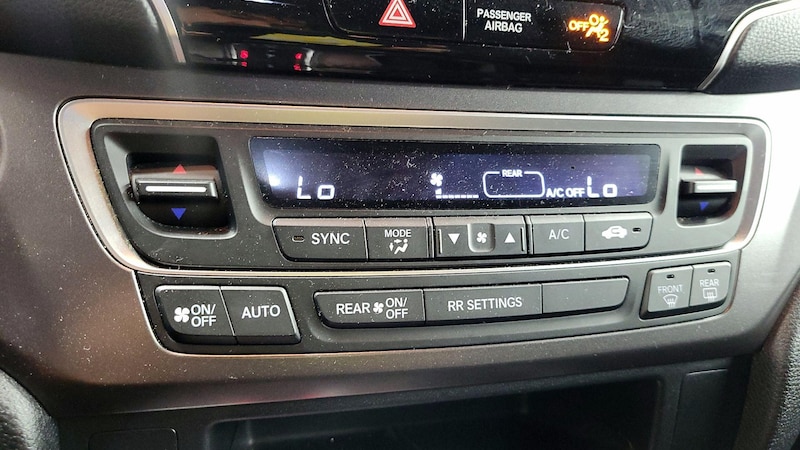 PASSENGER
AIRBAG
OFF 2
Lo REAR A/C OFF Lo
SYNC MODE A/C
ON/
OFF
AUTO
REAR ON/
OFF
RR SETTINGS
FRONT
REAR